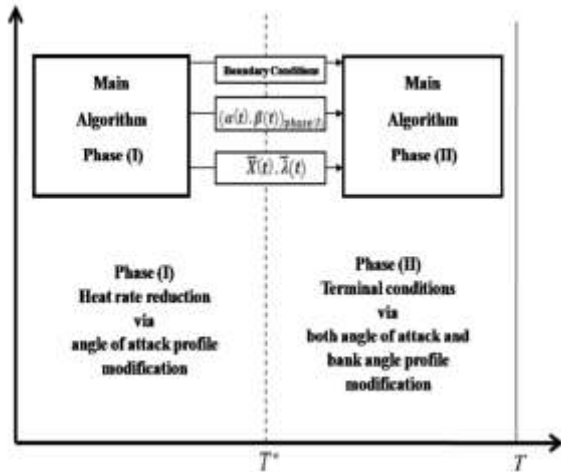 Main
Algorithm
Phase (I)
Boundary Conditions
(α(t), β(t))phase(I)
X̄(t), λ̄(t)
Main
Algorithm
Phase (II)
Phase (I)
Heat rate reduction
via
angle of attack profile
modification
Phase (II)
Terminal conditions
via
both angle of attack and
bank angle profile
modification
T*
T